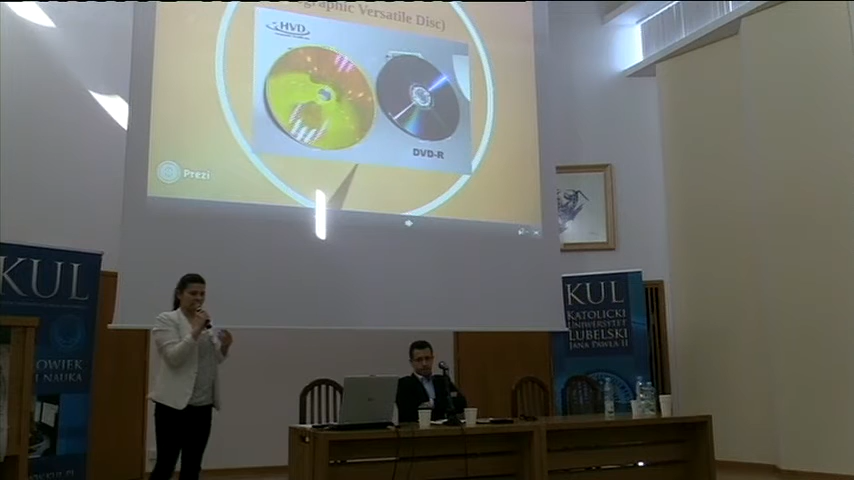 graphic Versatile Disc)
HVD
DVD-R
Prezi
KUL
OWIEK
NAUKA
KUL
KATOLICKI
UNIWERSYTET
LUBELSKI
JANA PAWŁA II